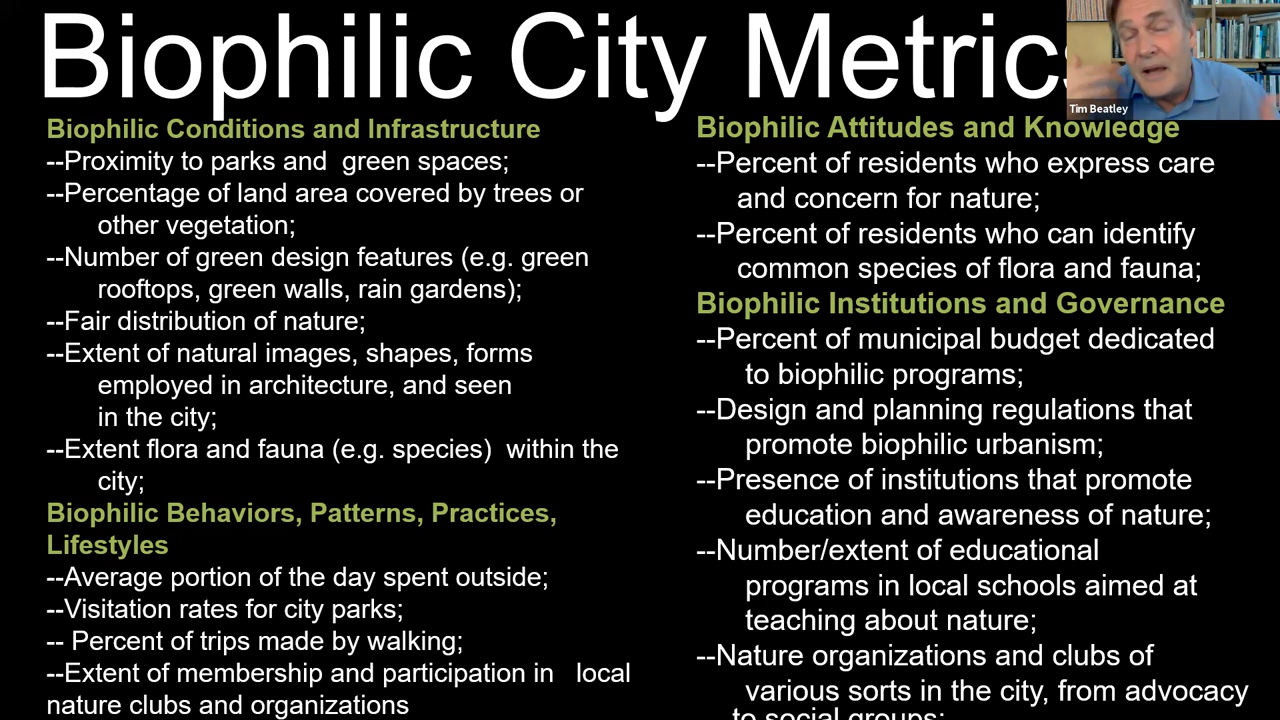 Biophilic City Metrics
Tim Beatley
Biophilic Conditions and Infrastructure
--Proximity to parks and  green spaces;
--Percentage of land area covered by trees or
other vegetation;
--Number of green design features (e.g. green
rooftops, green walls, rain gardens);
--Fair distribution of nature;
--Extent of natural images, shapes, forms
employed in architecture, and seen
in the city;
--Extent flora and fauna (e.g. species)  within the
city;
Biophilic Behaviors, Patterns, Practices,
Lifestyles
--Average portion of the day spent outside;
--Visitation rates for city parks;
-- Percent of trips made by walking;
--Extent of membership and participation in   local
nature clubs and organizations
Biophilic Attitudes and Knowledge
--Percent of residents who express care
and concern for nature;
--Percent of residents who can identify
common species of flora and fauna;
Biophilic Institutions and Governance
--Percent of municipal budget dedicated
to biophilic programs;
--Design and planning regulations that
promote biophilic urbanism;
--Presence of institutions that promote
education and awareness of nature;
--Number/extent of educational
programs in local schools aimed at
teaching about nature;
--Nature organizations and clubs of
various sorts in the city, from advocacy
to social groups;